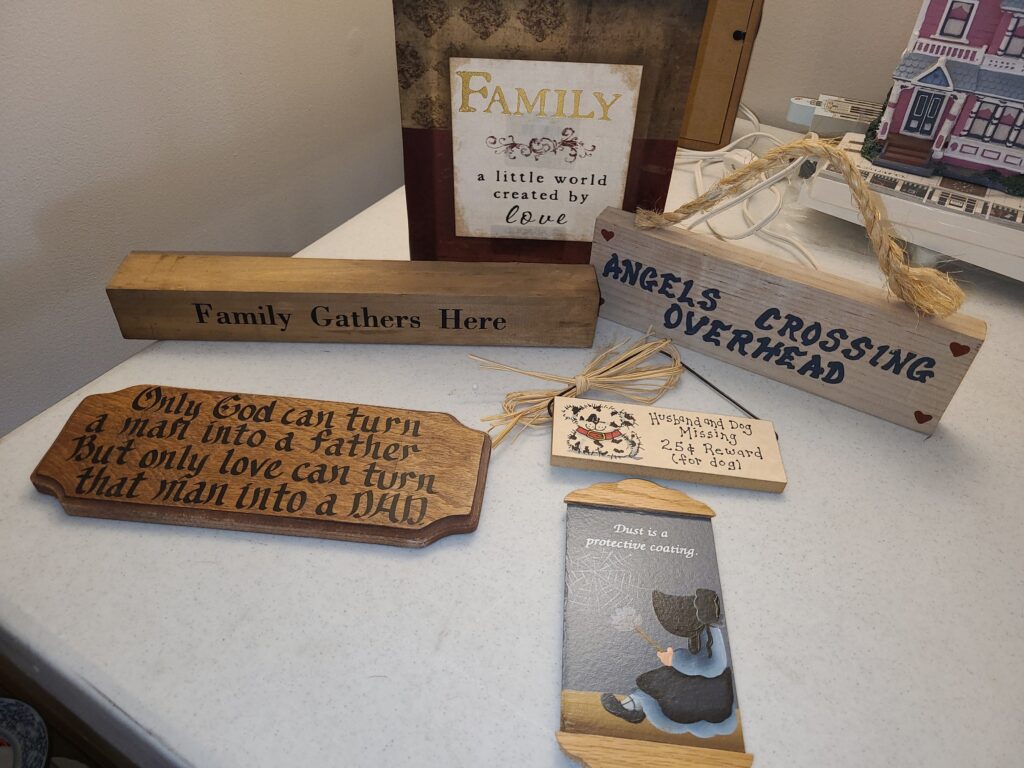 FAMILY
a little world
created by
love
Family Gathers Here
ANGELS CROSSING
OVERHEAD
Only God can turn
a man into a father
But only love can turn
that man into a DAD
Husband and Dog
Missing
25¢ Reward
(for dog)
Dust is a
protective coating.